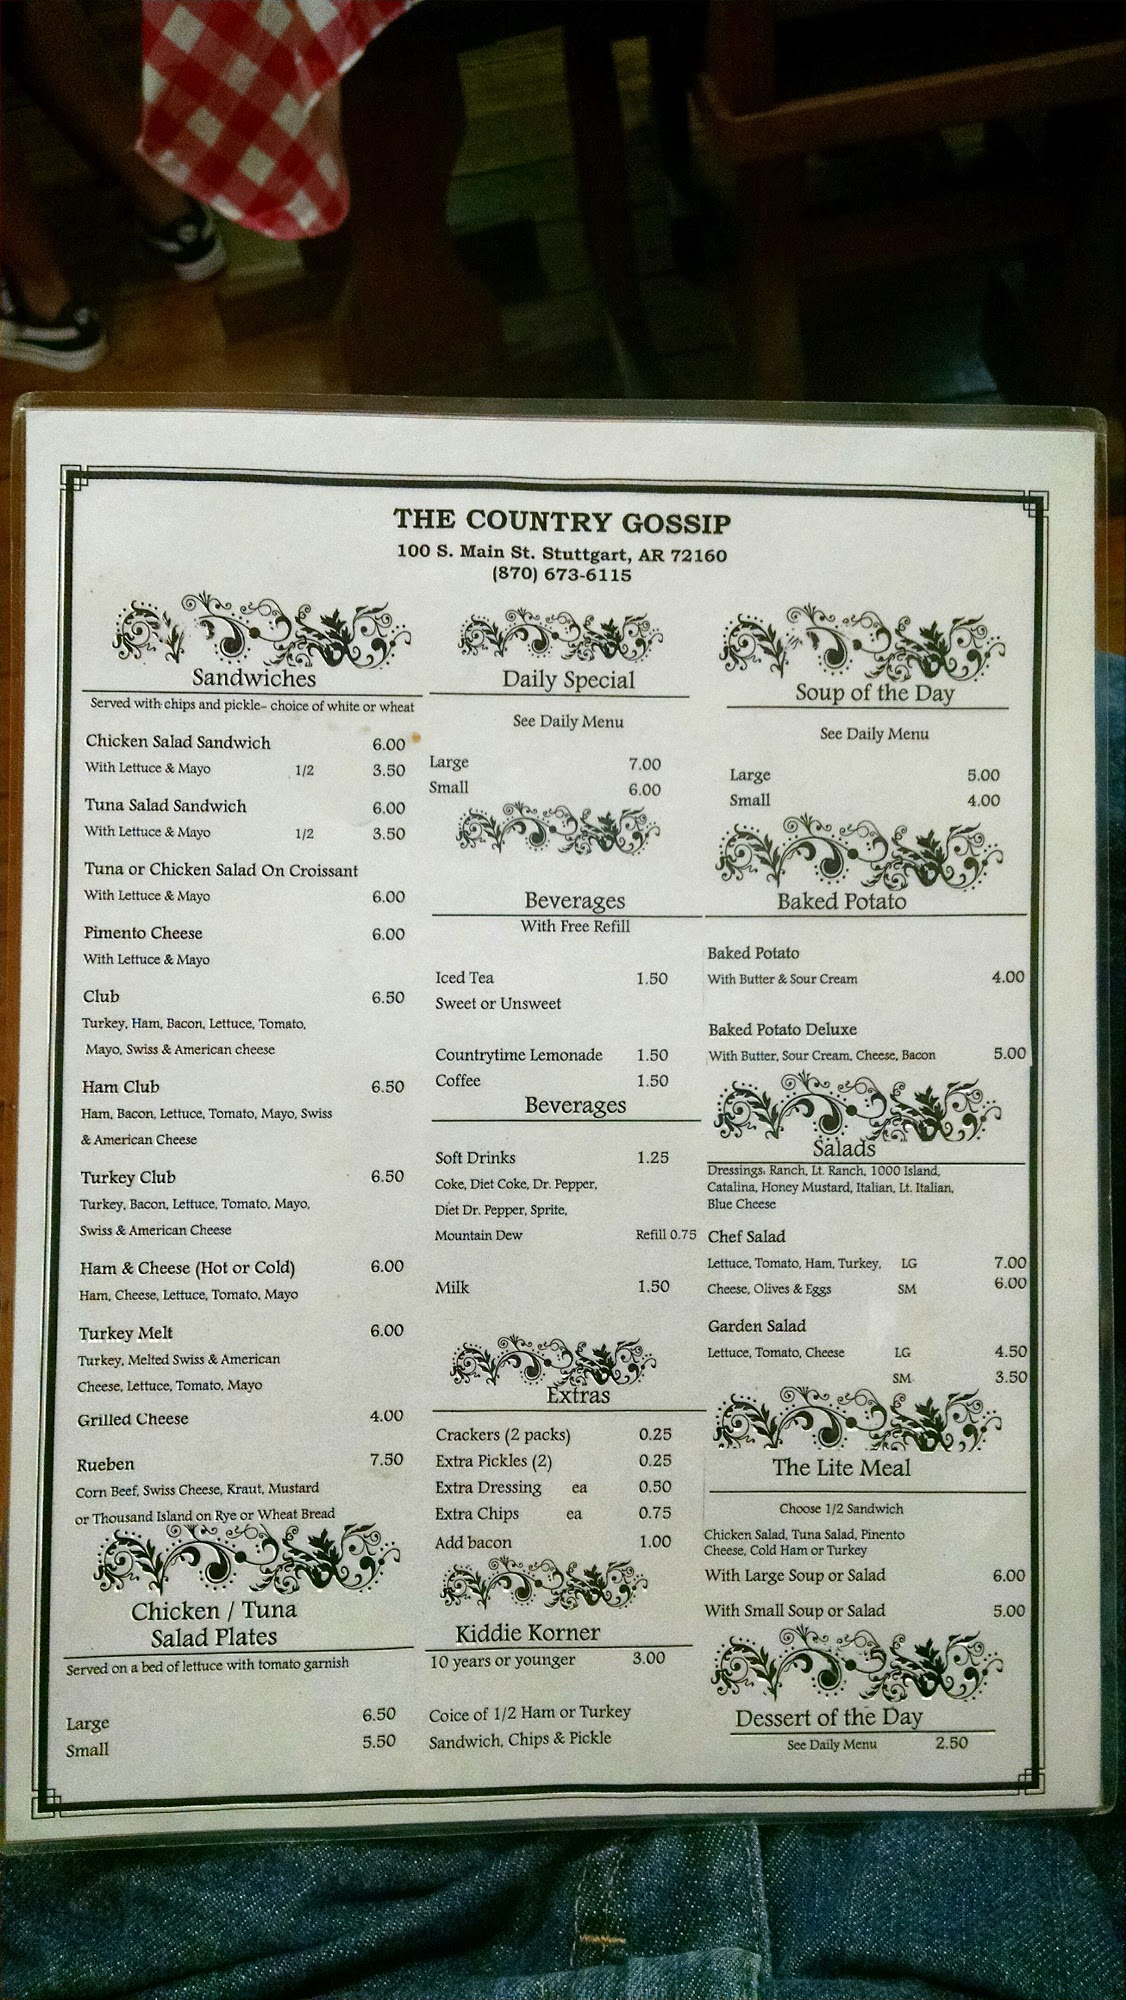 THE COUNTRY GOSSIP
100 S. Main St. Stuttgart, AR 72160
(870) 673-6115
Sandwiches
Served with chips and pickle- choice of white or wheat
Chicken Salad Sandwich 6.00
With Lettuce & Mayo 1/2 3.50
Tuna Salad Sandwich 6.00
With Lettuce & Mayo 1/2 3.50
Tuna or Chicken Salad On Croissant
With Lettuce & Mayo 6.00
Pimento Cheese 6.00
With Lettuce & Mayo
Club 6.50
Turkey, Ham, Bacon, Lettuce, Tomato,
Mayo, Swiss & American cheese
Ham Club 6.50
Ham, Bacon, Lettuce, Tomato, Mayo, Swiss
& American Cheese
Turkey Club 6.50
Turkey, Bacon, Lettuce, Tomato, Mayo,
Swiss & American Cheese
Ham & Cheese (Hot or Cold) 6.00
Ham, Cheese, Lettuce, Tomato, Mayo
Turkey Melt 6.00
Turkey, Melted Swiss & American
Cheese, Lettuce, Tomato, Mayo
Grilled Cheese 4.00
Rueben 7.50
Corn Beef, Swiss Cheese, Kraut, Mustard
or Thousand Island on Rye or Wheat Bread
Chicken / Tuna
Salad Plates
Served on a bed of lettuce with tomato garnish
Large 6.50
Small 5.50
Daily Special
See Daily Menu
Large 7.00
Small 6.00
Beverages
With Free Refill
Iced Tea 1.50
Sweet or Unsweet
Countrytime Lemonade 1.50
Coffee 1.50
Beverages
Soft Drinks 1.25
Coke, Diet Coke, Dr. Pepper,
Diet Dr. Pepper, Sprite,
Mountain Dew Refill 0.75
Milk 1.50
Extras
Crackers (2 packs) 0.25
Extra Pickles (2) 0.25
Extra Dressing ea 0.50
Extra Chips ea 0.75
Add bacon 1.00
Kiddie Korner
10 years or younger 3.00
Coice of 1/2 Ham or Turkey
Sandwich, Chips & Pickle
Soup of the Day
See Daily Menu
Large 5.00
Small 4.00
Baked Potato
Baked Potato
With Butter & Sour Cream 4.00
Baked Potato Deluxe
With Butter, Sour Cream, Cheese, Bacon 5.00
Salads
Dressings: Ranch, Lt. Ranch, 1000 Island,
Catalina, Honey Mustard, Italian, Lt. Italian,
Blue Cheese
Chef Salad
Lettuce, Tomato, Ham, Turkey, LG 7.00
Cheese, Olives & Eggs SM 6.00
Garden Salad
Lettuce, Tomato, Cheese LG 4.50
SM 3.50
The Lite Meal
Choose 1/2 Sandwich
Chicken Salad, Tuna Salad, Pinento
Cheese, Cold Ham or Turkey
With Large Soup or Salad 6.00
With Small Soup or Salad 5.00
Dessert of the Day
See Daily Menu 2.50